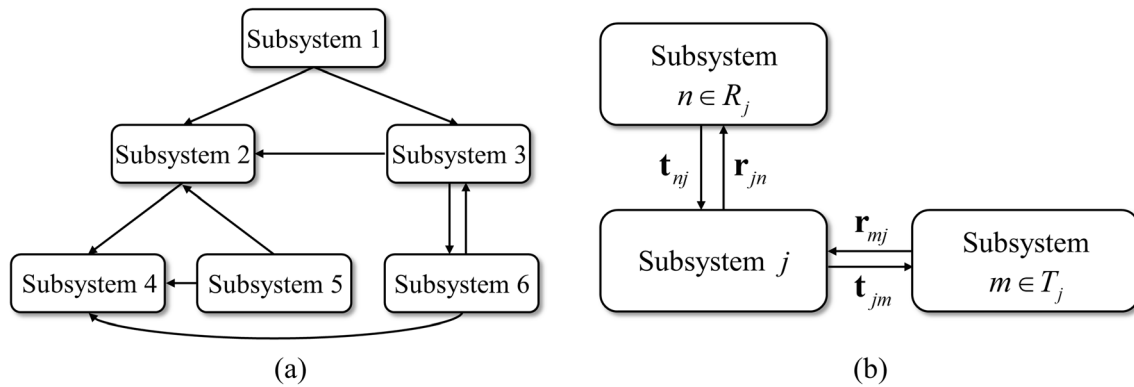 Subsystem 1
Subsystem 2
Subsystem 3
Subsystem 4
Subsystem 5
Subsystem 6
(a)
Subsystem
n ∈ R_j
t_nj
r_jn
Subsystem j
r_mj
t_jm
Subsystem
m ∈ T_j
(b)